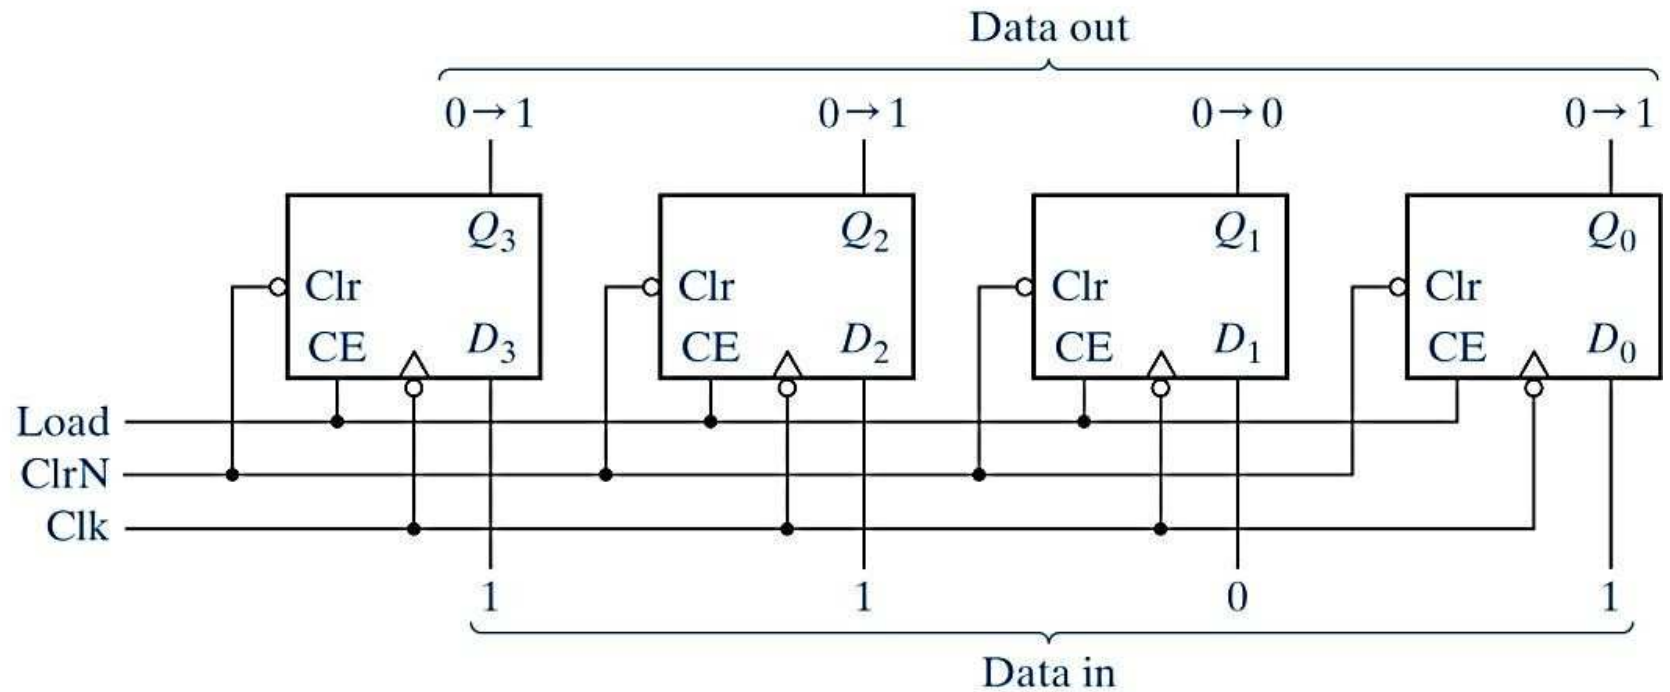 Data out
0→1 0→1 0→0 0→1
Q₃ Q₂ Q₁ Q₀
Clr Clr Clr Clr
CE D₃ CE D₂ CE D₁ CE D₀
Load
ClrN
Clk
1 1 0 1
Data in